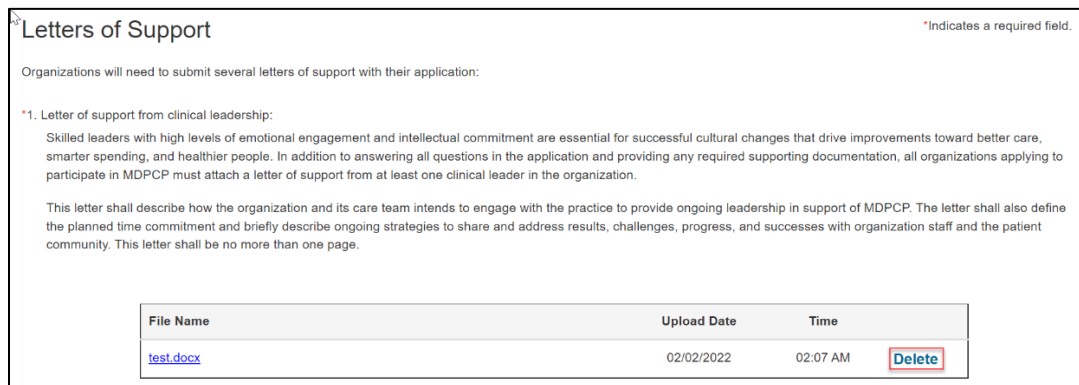 Letters of Support
*Indicates a required field.
Organizations will need to submit several letters of support with their application:
*1. Letter of support from clinical leadership:
Skilled leaders with high levels of emotional engagement and intellectual commitment are essential for successful cultural changes that drive improvements toward better care,
smarter spending, and healthier people. In addition to answering all questions in the application and providing any required supporting documentation, all organizations applying to
participate in MDPCP must attach a letter of support from at least one clinical leader in the organization.
This letter shall describe how the organization and its care team intends to engage with the practice to provide ongoing leadership in support of MDPCP. The letter shall also define
the planned time commitment and briefly describe ongoing strategies to share and address results, challenges, progress, and successes with organization staff and the patient
community. This letter shall be no more than one page.
File Name Upload Date Time
test.docx 02/02/2022 02:07 AM Delete